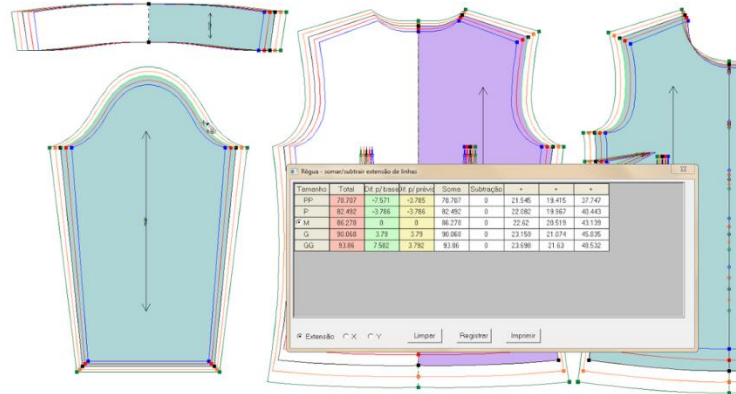 Régua - somar/subtrair extensão de linhas
Tamanho Total Dif. p/ base Dif. p/ prévio Soma Subtração + + +
PP 78.707 -7.571 -3.785 78.707 0 21.545 19.415 37.747
P 82.492 -3.786 -3.786 82.492 0 22.082 19.967 40.443
M 86.278 0 0 86.278 0 22.62 20.519 43.139
G 90.068 3.79 3.79 90.068 0 23.159 21.074 45.835
GG 93.86 7.582 3.792 93.86 0 23.698 21.63 48.532
Extensão X Y Limpar Registrar Imprimir